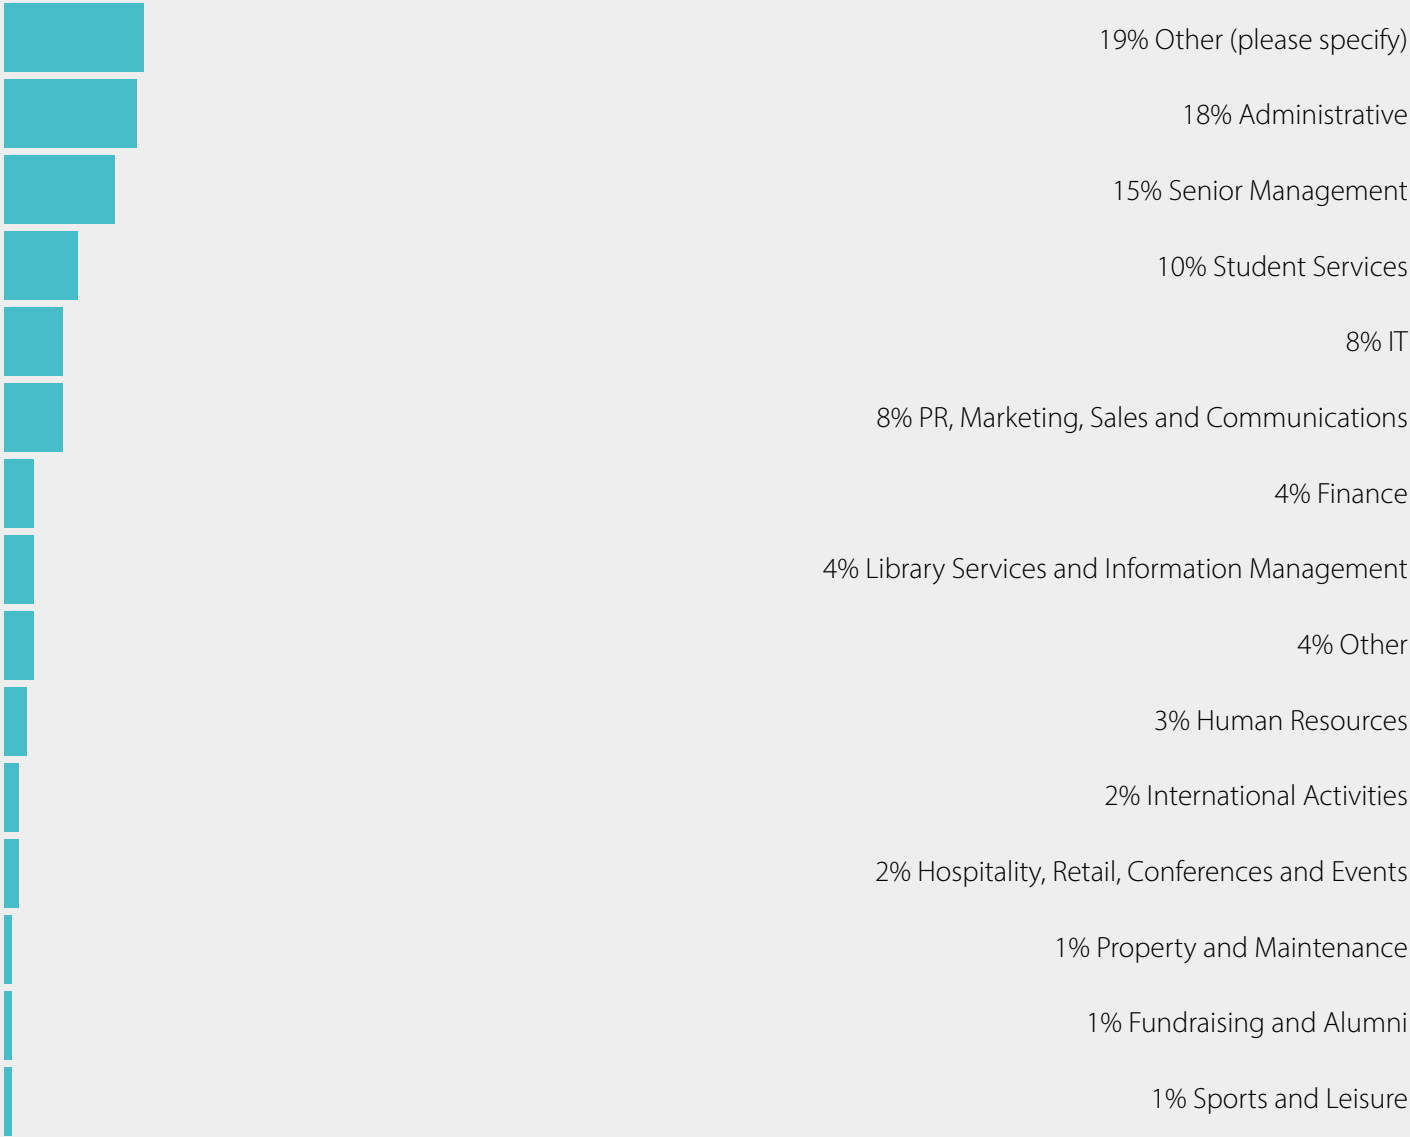 19% Other (please specify)
18% Administrative
15% Senior Management
10% Student Services
8% IT
8% PR, Marketing, Sales and Communications
4% Finance
4% Library Services and Information Management
4% Other
3% Human Resources
2% International Activities
2% Hospitality, Retail, Conferences and Events
1% Property and Maintenance
1% Fundraising and Alumni
1% Sports and Leisure